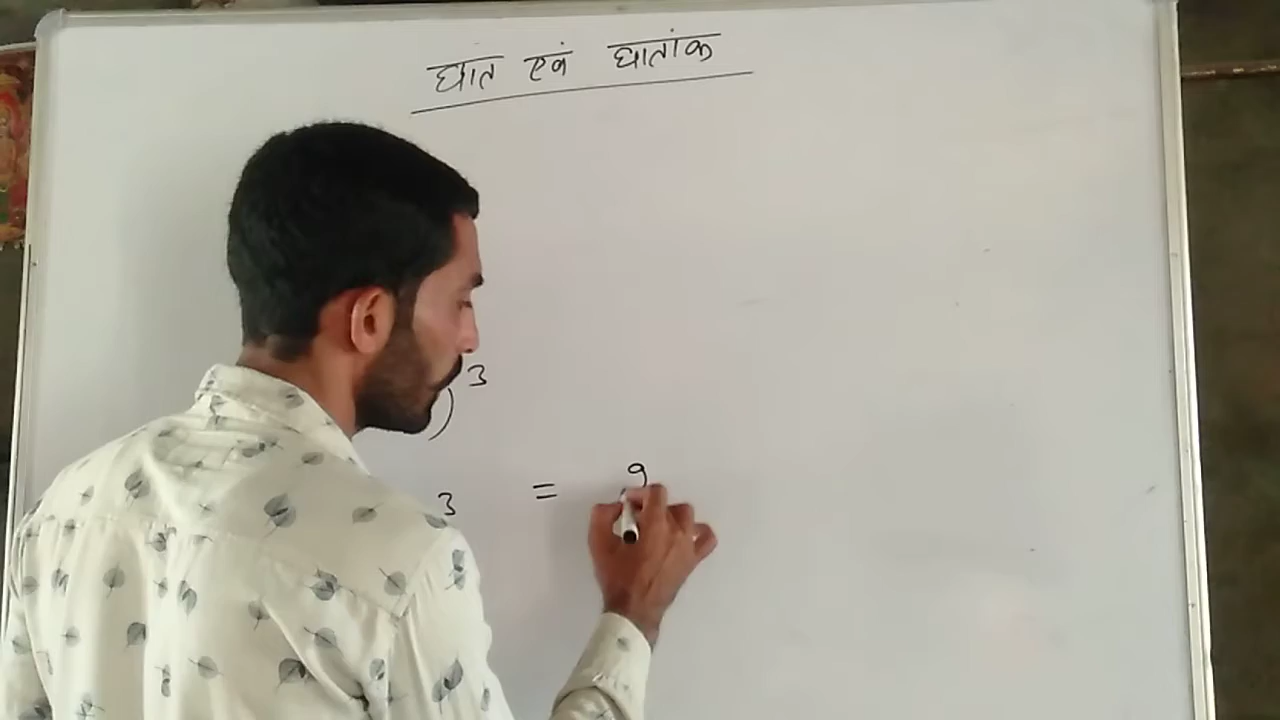 घात एवं घातांक
) 3
3 = 9